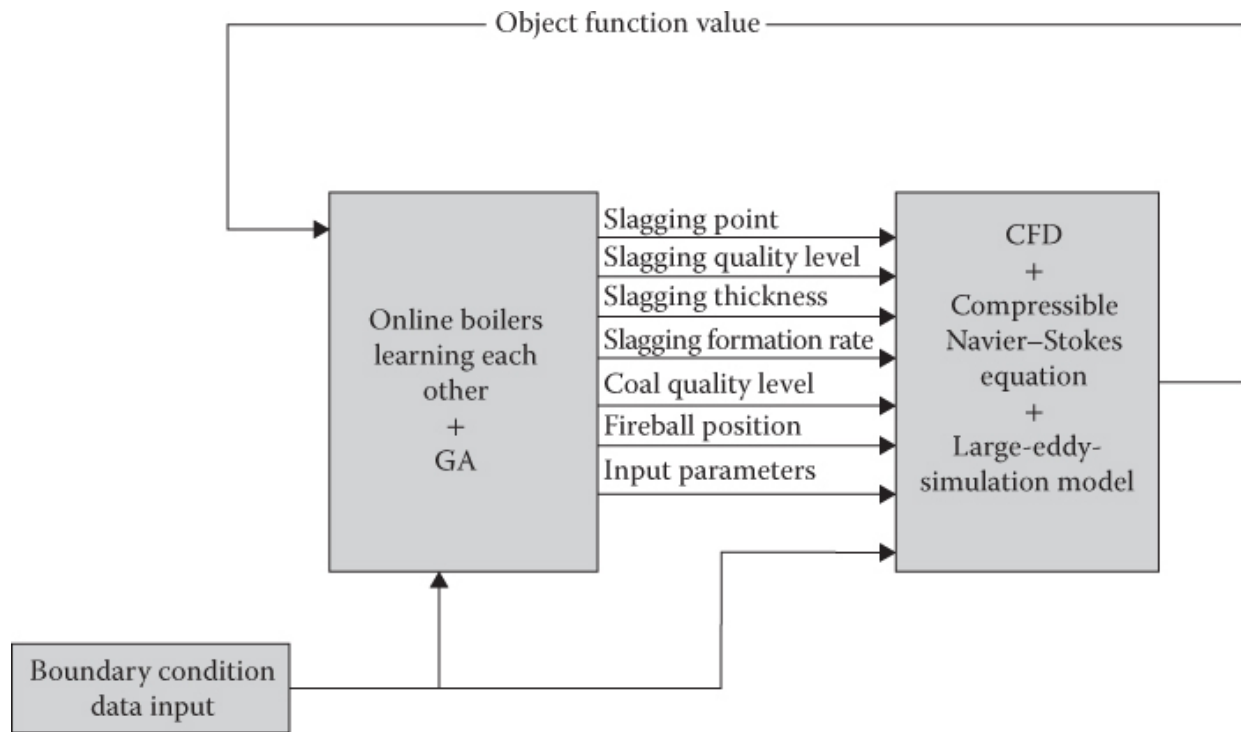 Object function value
Slagging point
Slagging quality level
Slagging thickness
Slagging formation rate
Coal quality level
Fireball position
Input parameters
Online boilers
learning each
other
+
GA
CFD
+
Compressible
Navier–Stokes
equation
+
Large-eddy-
simulation model
Boundary condition
data input